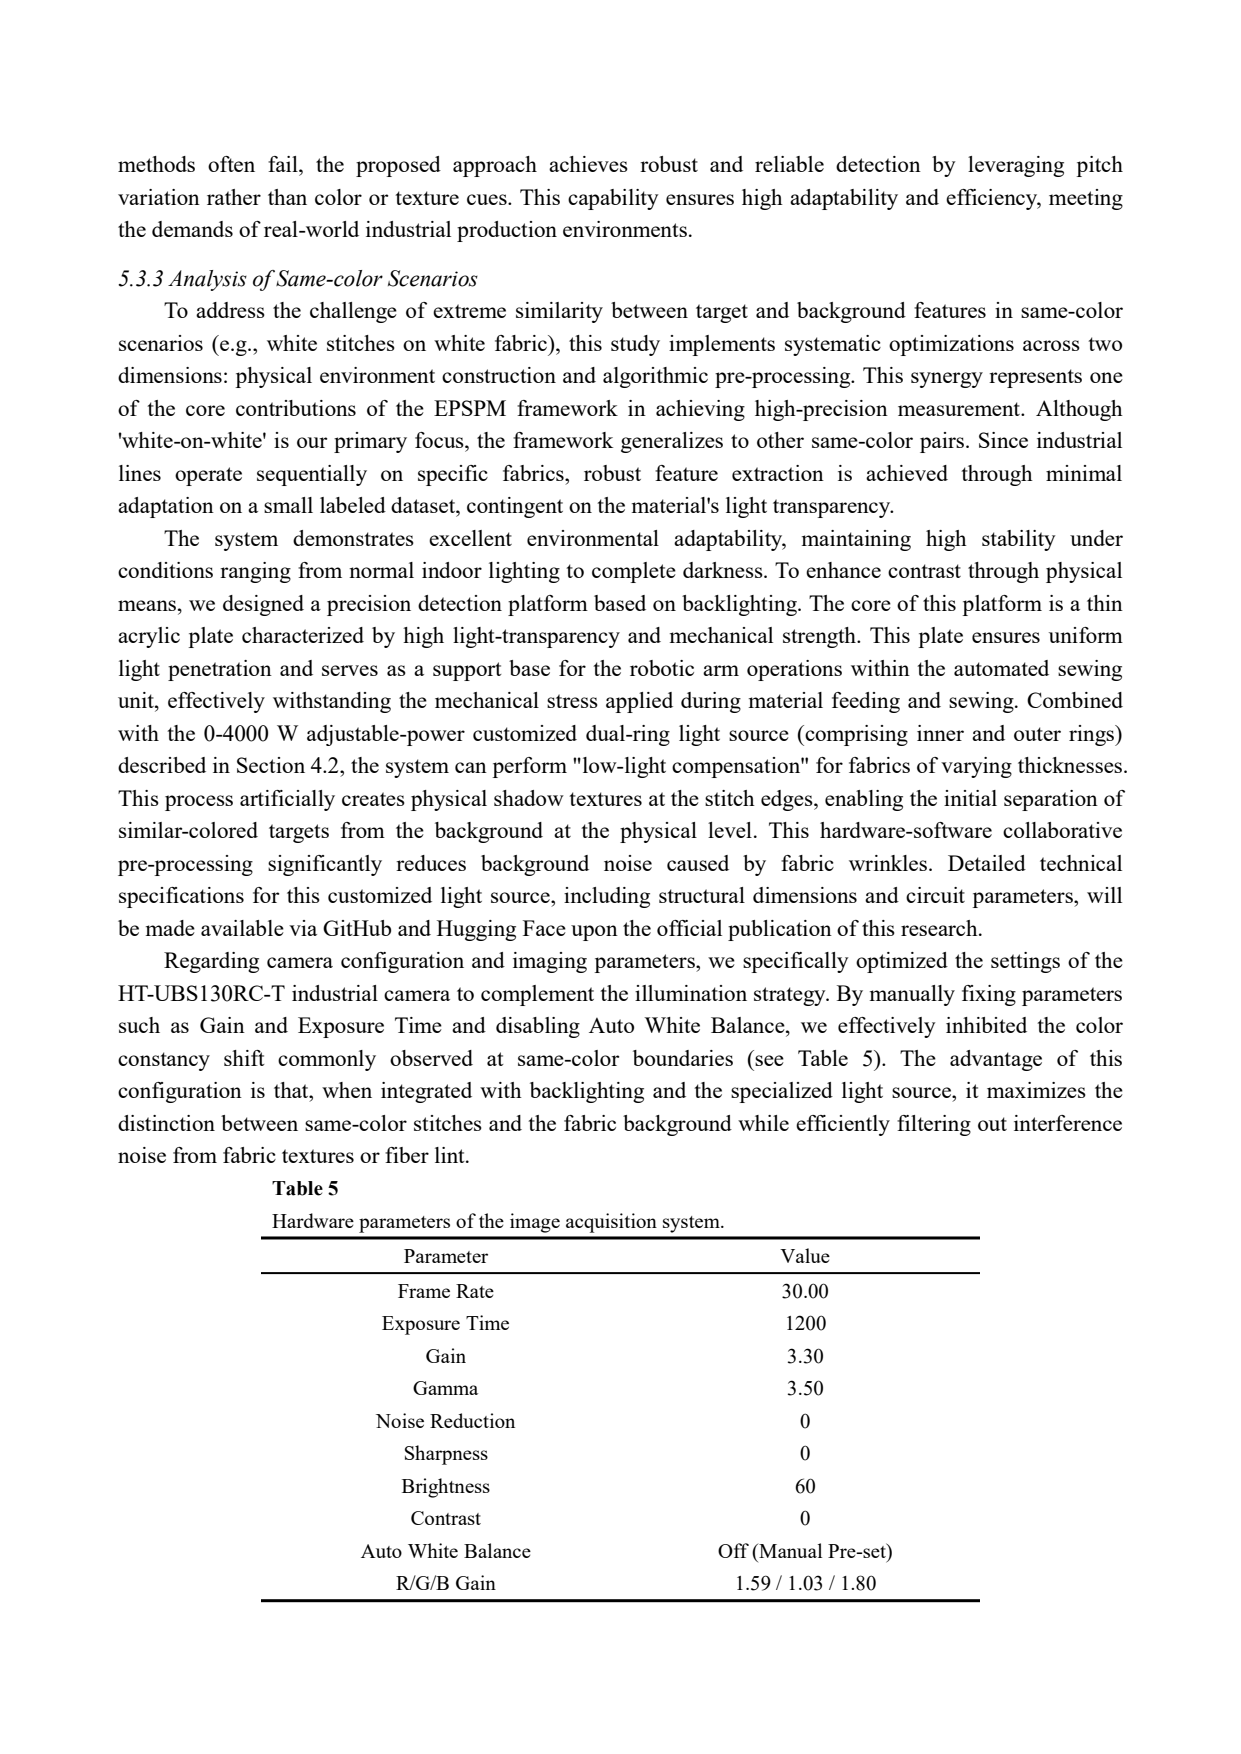 methods often fail, the proposed approach achieves robust and reliable detection by leveraging pitch
variation rather than color or texture cues. This capability ensures high adaptability and efficiency, meeting
the demands of real-world industrial production environments.
5.3.3 Analysis of Same-color Scenarios
To address the challenge of extreme similarity between target and background features in same-color
scenarios (e.g., white stitches on white fabric), this study implements systematic optimizations across two
dimensions: physical environment construction and algorithmic pre-processing. This synergy represents one
of the core contributions of the EPSPM framework in achieving high-precision measurement. Although
'white-on-white' is our primary focus, the framework generalizes to other same-color pairs. Since industrial
lines operate sequentially on specific fabrics, robust feature extraction is achieved through minimal
adaptation on a small labeled dataset, contingent on the material's light transparency.
The system demonstrates excellent environmental adaptability, maintaining high stability under
conditions ranging from normal indoor lighting to complete darkness. To enhance contrast through physical
means, we designed a precision detection platform based on backlighting. The core of this platform is a thin
acrylic plate characterized by high light-transparency and mechanical strength. This plate ensures uniform
light penetration and serves as a support base for the robotic arm operations within the automated sewing
unit, effectively withstanding the mechanical stress applied during material feeding and sewing. Combined
with the 0-4000 W adjustable-power customized dual-ring light source (comprising inner and outer rings)
described in Section 4.2, the system can perform "low-light compensation" for fabrics of varying thicknesses.
This process artificially creates physical shadow textures at the stitch edges, enabling the initial separation of
similar-colored targets from the background at the physical level. This hardware-software collaborative
pre-processing significantly reduces background noise caused by fabric wrinkles. Detailed technical
specifications for this customized light source, including structural dimensions and circuit parameters, will
be made available via GitHub and Hugging Face upon the official publication of this research.
Regarding camera configuration and imaging parameters, we specifically optimized the settings of the
HT-UBS130RC-T industrial camera to complement the illumination strategy. By manually fixing parameters
such as Gain and Exposure Time and disabling Auto White Balance, we effectively inhibited the color
constancy shift commonly observed at same-color boundaries (see Table 5). The advantage of this
configuration is that, when integrated with backlighting and the specialized light source, it maximizes the
distinction between same-color stitches and the fabric background while efficiently filtering out interference
noise from fabric textures or fiber lint.
Table 5
Hardware parameters of the image acquisition system.
Parameter Value
Frame Rate 30.00
Exposure Time 1200
Gain 3.30
Gamma 3.50
Noise Reduction 0
Sharpness 0
Brightness 60
Contrast 0
Auto White Balance Off (Manual Pre-set)
R/G/B Gain 1.59 / 1.03 / 1.80